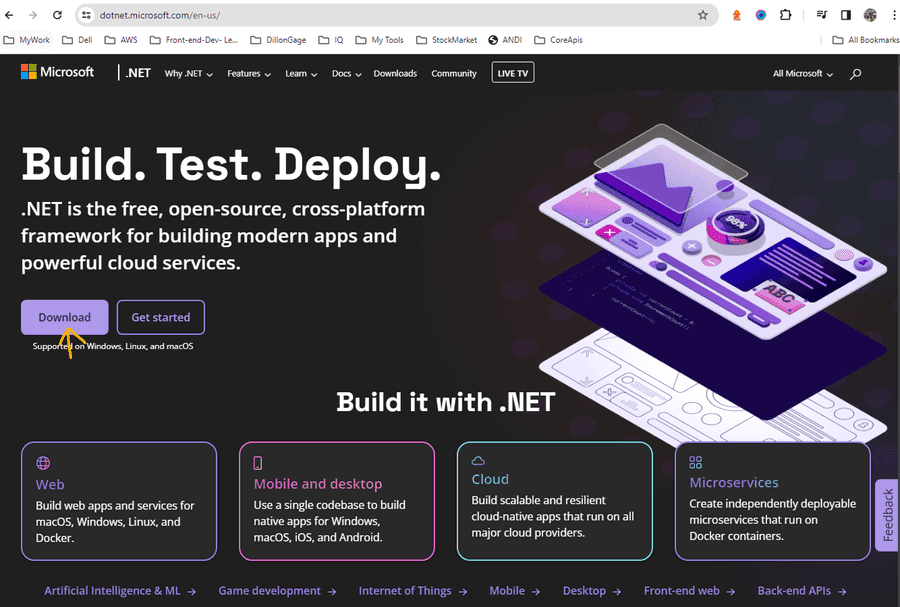 dotnet.microsoft.com/en-us/
MyWork Dell AWS Front-end-Dev- Le... DillonGage IQ My Tools StockMarket ANDI CoreApis All Bookmarks
Microsoft .NET Why .NET Features Learn Docs Downloads Community LIVE TV All Microsoft
Build. Test. Deploy.
.NET is the free, open-source, cross-platform
framework for building modern apps and
powerful cloud services.
Download Get started
Supported on Windows, Linux, and macOS
98%
ABC
Build it with .NET
Web
Build web apps and services for
macOS, Windows, Linux, and
Docker.
Mobile and desktop
Use a single codebase to build
native apps for Windows,
macOS, iOS, and Android.
Cloud
Build scalable and resilient
cloud-native apps that run on all
major cloud providers.
Microservices
Create independently deployable
microservices that run on
Docker containers.
Feedback
Artificial Intelligence & ML → Game development → Internet of Things → Mobile → Desktop → Front-end web → Back-end APIs →